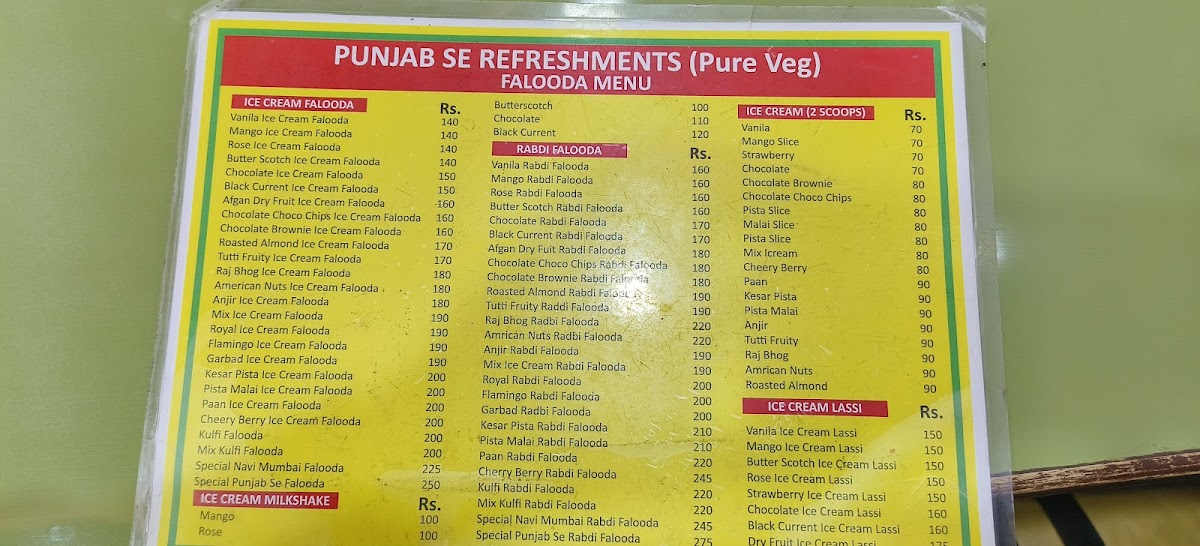 PUNJAB SE REFRESHMENTS (Pure Veg)
FALOODA MENU
ICE CREAM FALOODA Rs.
Vanila Ice Cream Falooda 140
Mango Ice Cream Falooda 140
Rose Ice Cream Falooda 140
Butter Scotch Ice Cream Falooda 140
Chocolate Ice Cream Falooda 150
Black Current Ice Cream Falooda 150
Afgan Dry Fruit Ice Cream Falooda 160
Chocolate Choco Chips Ice Cream Falooda 160
Chocolate Brownie Ice Cream Falooda 160
Roasted Almond Ice Cream Falooda 170
Tutti Fruity Ice Cream Falooda 170
Raj Bhog Ice Cream Falooda 180
American Nuts Ice Cream Falooda 180
Anjir Ice Cream Falooda 180
Mix Ice Cream Falooda 190
Royal Ice Cream Falooda 190
Flamingo Ice Cream Falooda 190
Garbad Ice Cream Falooda 190
Kesar Pista Ice Cream Falooda 200
Pista Malai Ice Cream Falooda 200
Paan Ice Cream Falooda 200
Cheery Berry Ice Cream Falooda 200
Kulfi Falooda 200
Mix Kulfi Falooda 200
Special Navi Mumbai Falooda 225
Special Punjab Se Falooda 250
ICE CREAM MILKSHAKE Rs.
Mango 100
Rose 100
Butterscotch 100
Chocolate 110
Black Current 120
RABDI FALOODA Rs.
Vanila Rabdi Falooda 160
Mango Rabdi Falooda 160
Rose Rabdi Falooda 160
Butter Scotch Rabdi Falooda 160
Chocolate Rabdi Falooda 170
Black Current Rabdi Falooda 170
Afgan Dry Fuit Rabdi Falooda 180
Chocolate Choco Chips Rabdi Falooda 180
Chocolate Brownie Rabdi Falooda 180
Roasted Almond Rabdi Falooda 190
Tutti Fruity Raddi Falooda 190
Raj Bhog Radbi Falooda 220
Amrican Nuts Radbi Falooda 220
Anjir Rabdi Falooda 190
Mix Ice Cream Rabdi Falooda 190
Royal Rabdi Falooda 200
Flamingo Rabdi Falooda 200
Garbad Radbi Falooda 200
Kesar Pista Rabdi Falooda 210
Pista Malai Rabdi Falooda 210
Paan Rabdi Falooda 220
Cherry Berry Rabdi Falooda 245
Kulfi Rabdi Falooda 220
Mix Kulfi Rabdi Falooda 220
Special Navi Mumbai Rabdi Falooda 245
Special Punjab Se Rabdi Falooda 275
ICE CREAM (2 SCOOPS) Rs.
Vanila 70
Mango Slice 70
Strawberry 70
Chocolate 70
Chocolate Brownie 80
Chocolate Choco Chips 80
Pista Slice 80
Malai Slice 80
Pista Slice 80
Mix Icream 80
Cheery Berry 80
Paan 90
Kesar Pista 90
Pista Malai 90
Anjir 90
Tutti Fruity 90
Raj Bhog 90
Amrican Nuts 90
Roasted Almond 90
ICE CREAM LASSI Rs.
Vanila Ice Cream Lassi 150
Mango Ice Cream Lassi 150
Butter Scotch Ice Cream Lassi 150
Rose Ice Cream Lassi 150
Strawberry Ice Cream Lassi 150
Chocolate Ice Cream Lassi 160
Black Current Ice Cream Lassi 160
Dry Fruit Ice Cream Lassi 175